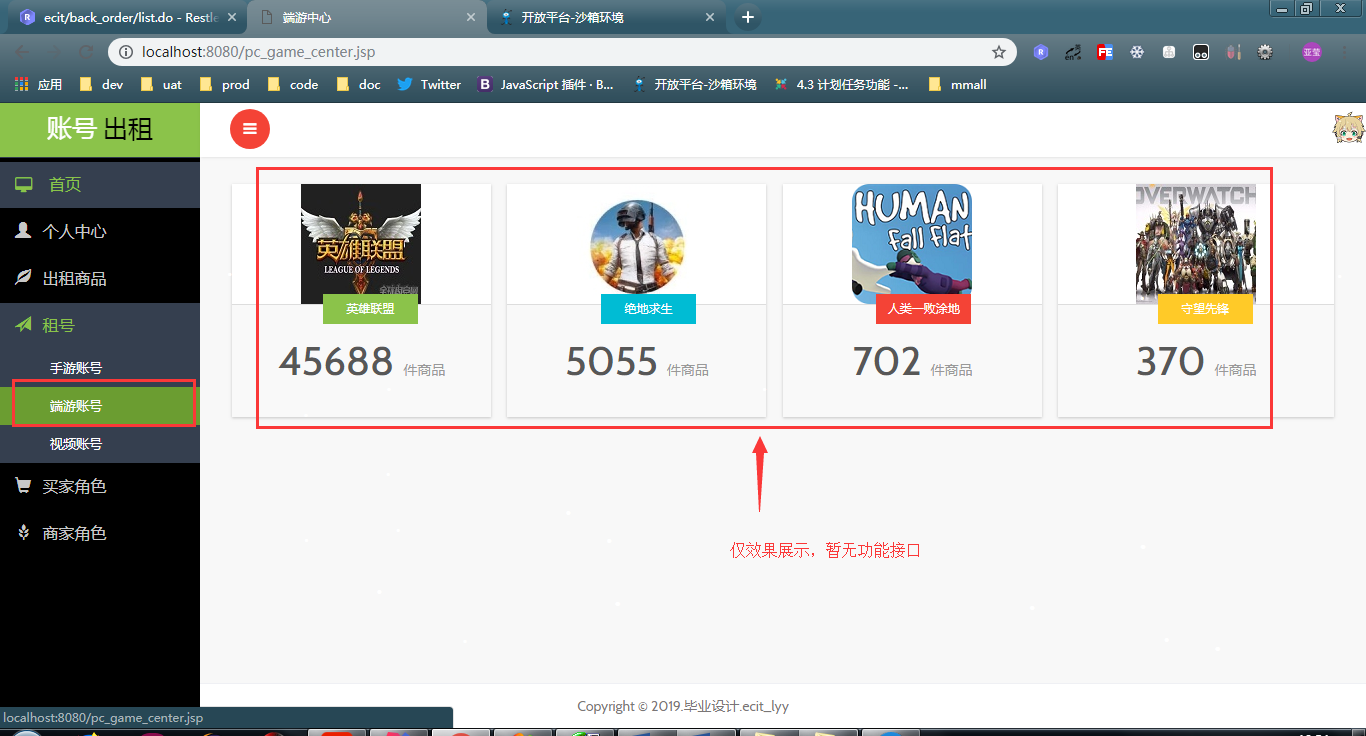 ecit/back_order/list.do - Restle
端游中心
开放平台-沙箱环境
localhost:8080/pc_game_center.jsp
应用
dev
uat
prod
code
doc
Twitter
JavaScript 插件 · B...
开放平台-沙箱环境
4.3 计划任务功能 -...
mmall
账号 出租
首页
个人中心
出租商品
租号
手游账号
端游账号
视频账号
买家角色
商家角色
英雄联盟
LEAGUE OF LEGENDS
英雄联盟
45688 件商品
绝地求生
5055 件商品
HUMAN
fall flat
人类一败涂地
702 件商品
OVERWATCH
守望先锋
370 件商品
仅效果展示，暂无功能接口
Copyright © 2019.毕业设计.ecit_lyy
localhost:8080/pc_game_center.jsp